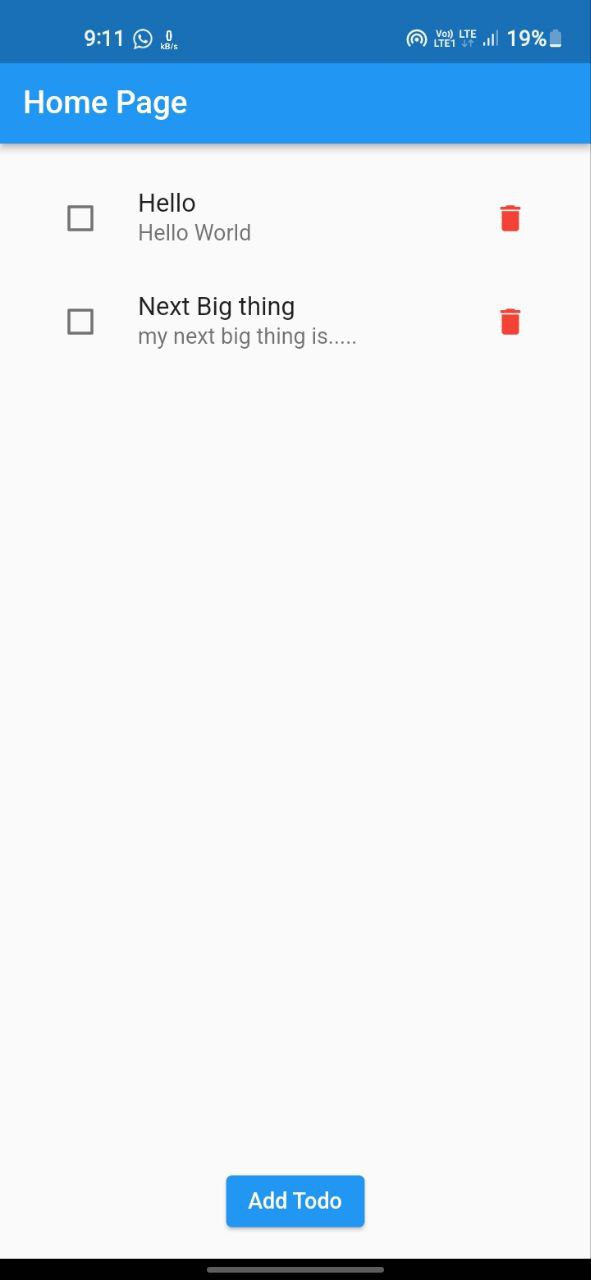 9:11 0 kB/s Vo)) LTE1 LTE 19%
Home Page
Hello
Hello World
Next Big thing
my next big thing is.....
Add Todo